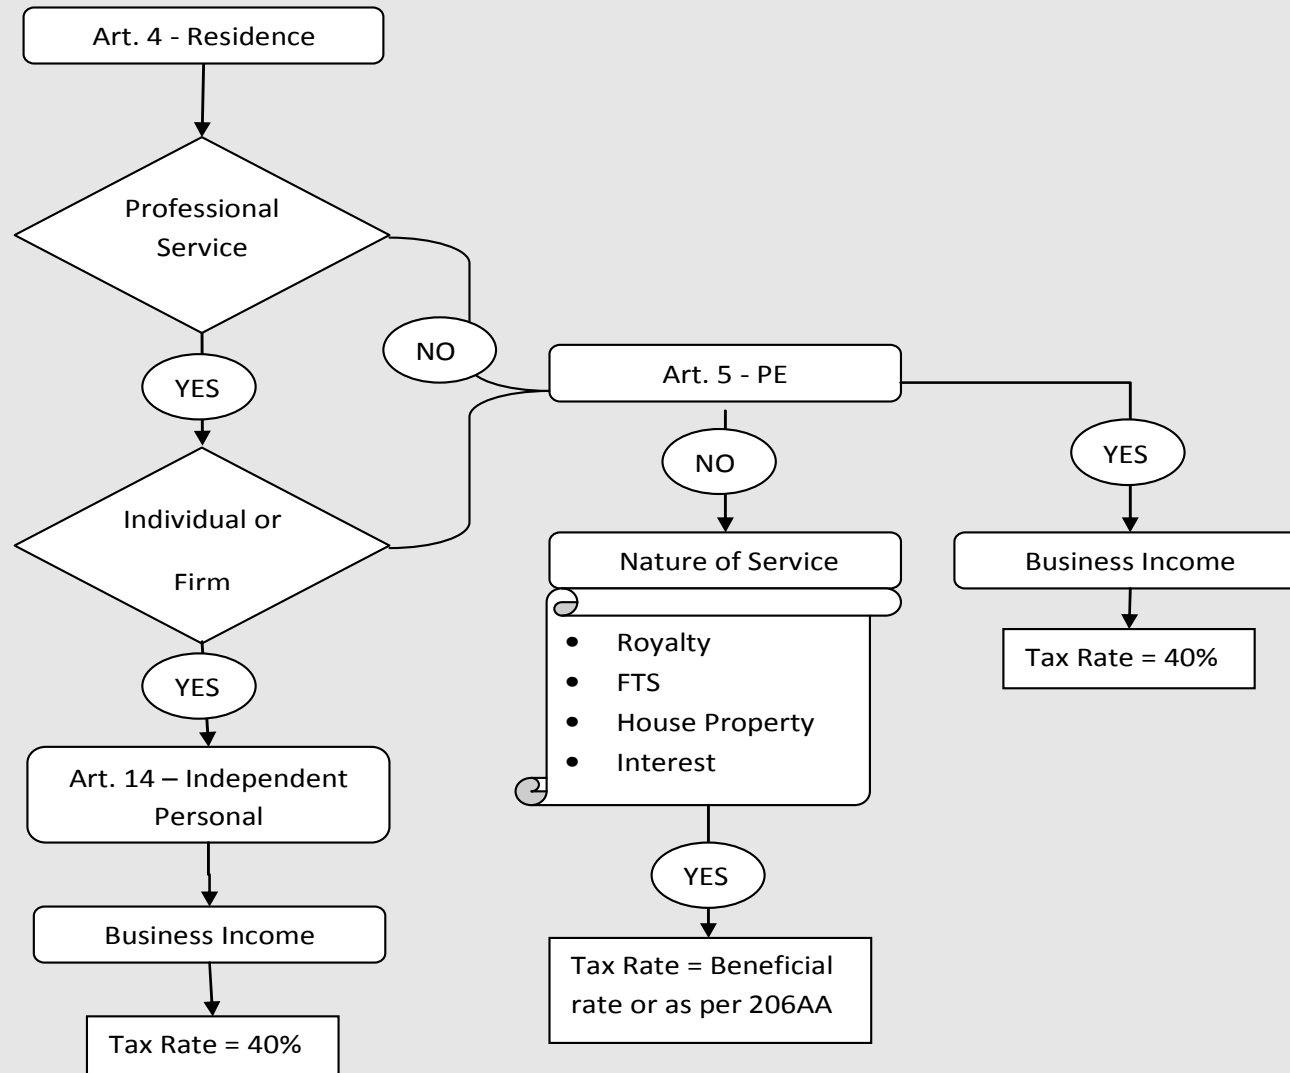 Art. 4 - Residence
Professional
Service
NO
YES
Art. 5 - PE
NO
YES
Individual or
Firm
Nature of Service
Business Income
• Royalty
• FTS
• House Property
• Interest
Tax Rate = 40%
YES
Art. 14 – Independent
Personal
YES
Business Income
Tax Rate = Beneficial
rate or as per 206AA
Tax Rate = 40%